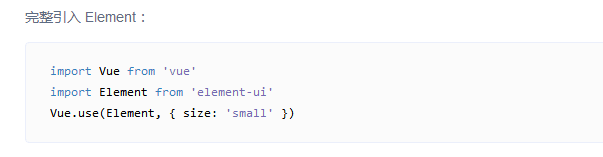 完整引入 Element：
import Vue from 'vue'
import Element from 'element-ui'
Vue.use(Element, { size: 'small' })